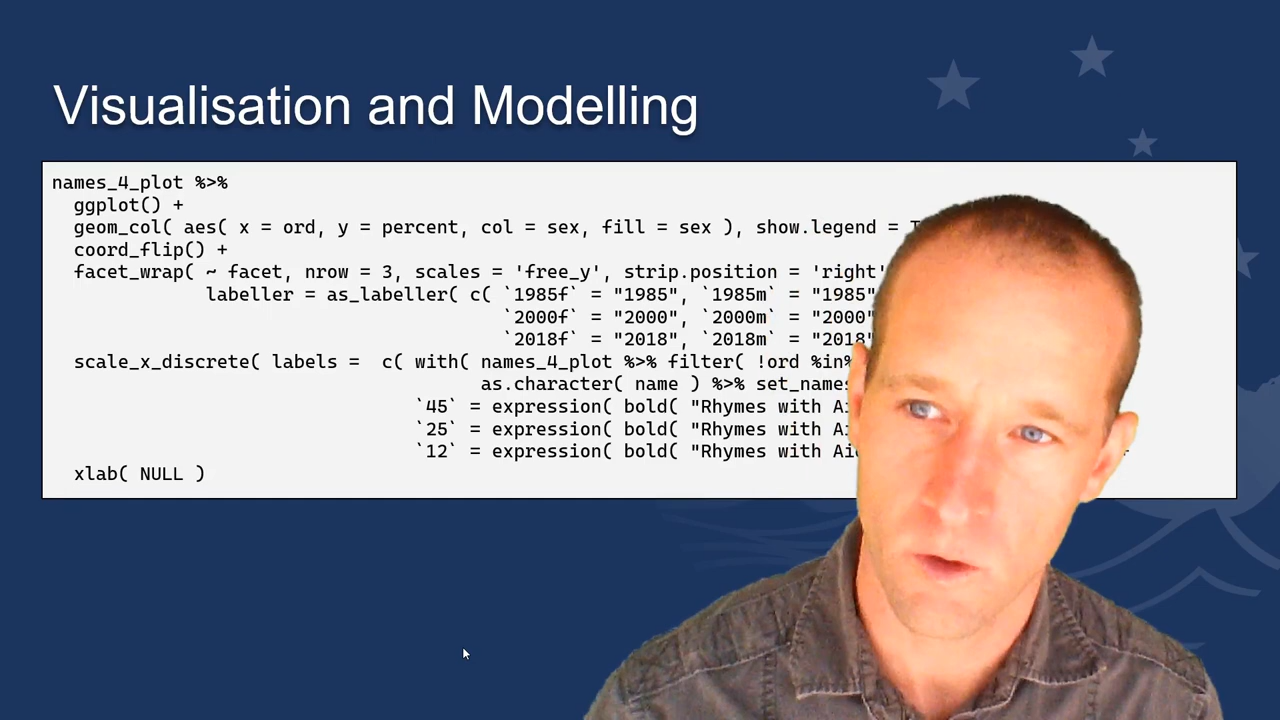 Visualisation and Modelling
names_4_plot %>%
ggplot() +
geom_col( aes( x = ord, y = percent, col = sex, fill = sex ), show.legend =
coord_flip() +
facet_wrap( ~ facet, nrow = 3, scales = 'free_y', strip.position = 'right'
labeller = as_labeller( c( `1985f` = "1985", `1985m` = "1985"
`2000f` = "2000", `2000m` = "2000"
`2018f` = "2018", `2018m` = "2018"
scale_x_discrete( labels =  c( with( names_4_plot %>% filter( !ord %in%
as.character( name ) %>% set_names
`45` = expression( bold( "Rhymes with
`25` = expression( bold( "Rhymes with
`12` = expression( bold( "Rhymes with
xlab( NULL )